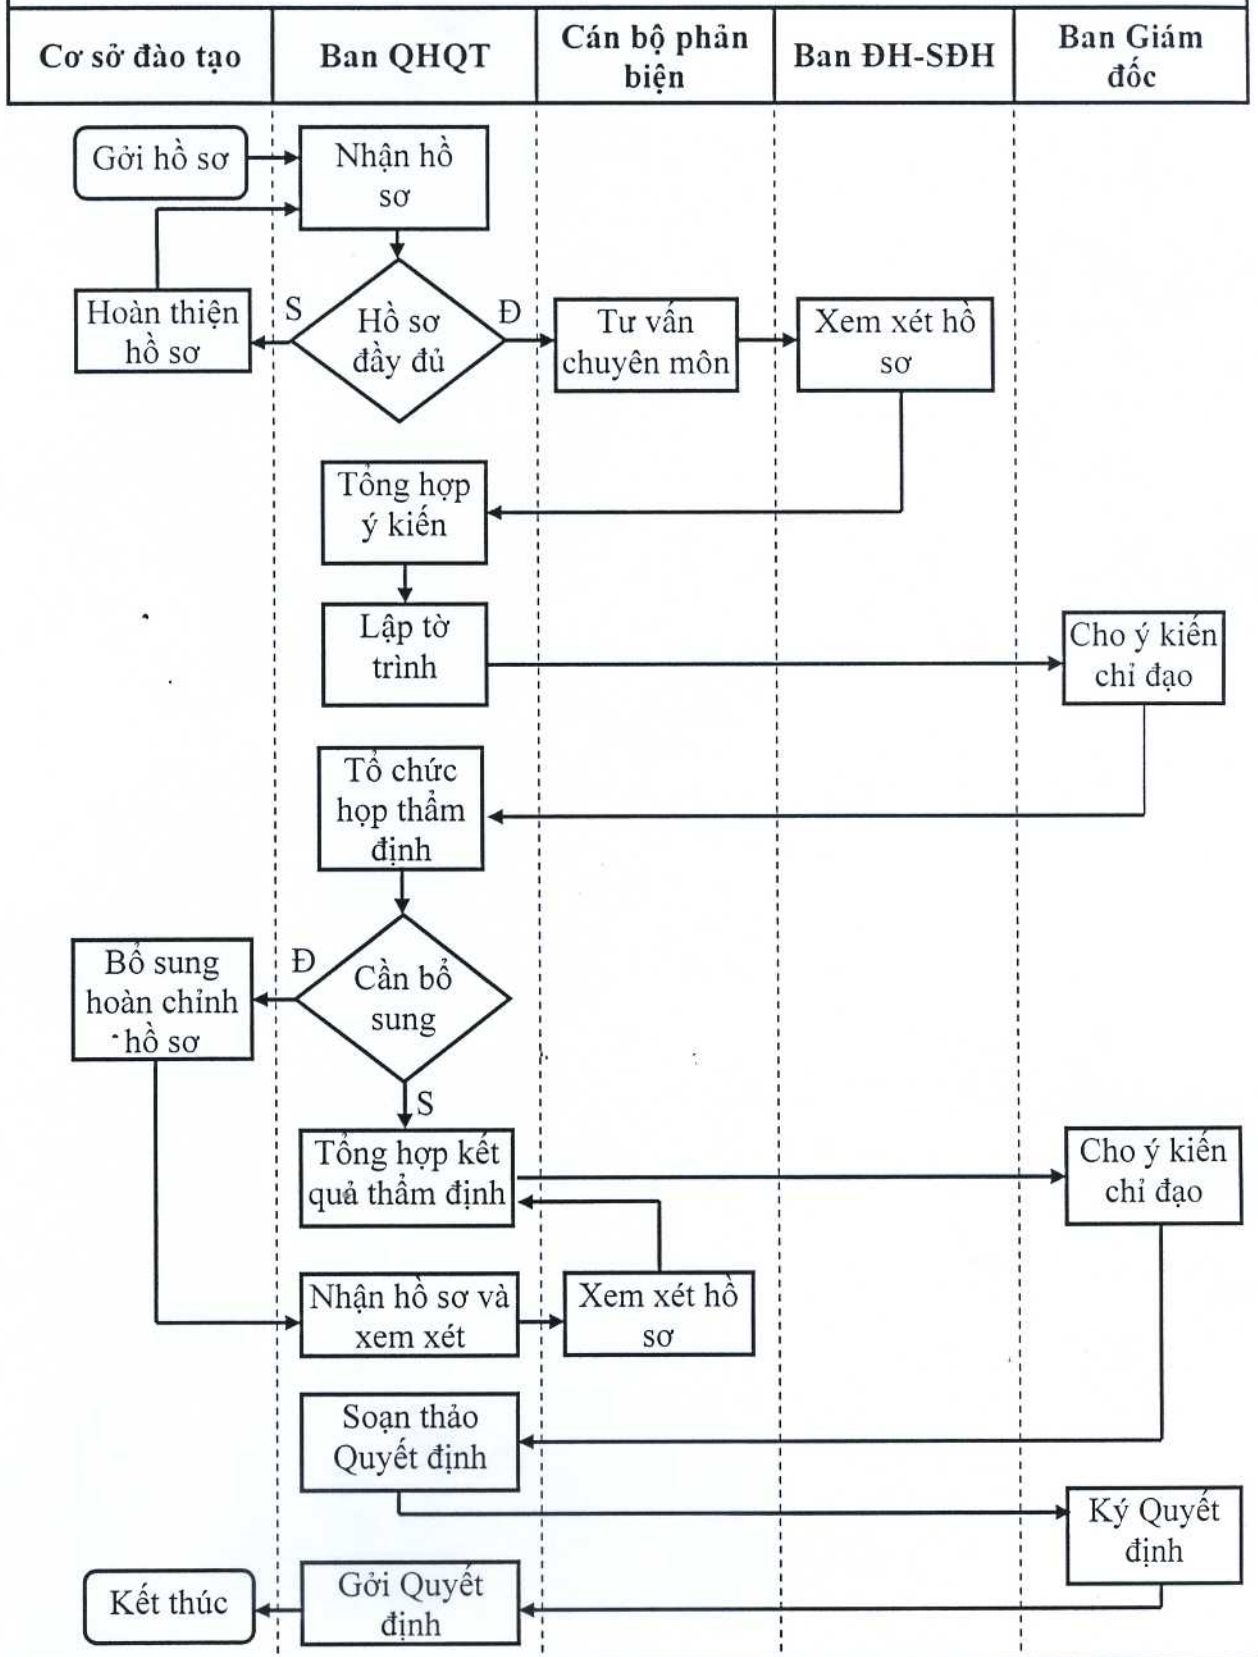 Cơ sở đào tạo
Ban QHQT
Cán bộ phản
biện
Ban ĐH-SĐH
Ban Giám
đốc
Gởi hồ sơ
Nhận hồ
sơ
Hoàn thiện
hồ sơ
S
Hồ sơ
đầy đủ
Đ
Tư vấn
chuyên môn
Xem xét hồ
sơ
Tổng hợp
ý kiến
Lập tờ
trình
Cho ý kiến
chỉ đạo
Tổ chức
họp thẩm
định
Bổ sung
hoàn chỉnh
hồ sơ
Đ
Cần bổ
sung
S
Tổng hợp kết
quả thẩm định
Cho ý kiến
chỉ đạo
Nhận hồ sơ và
xem xét
Xem xét hồ
sơ
Soạn thảo
Quyết định
Ký Quyết
định
Kết thúc
Gởi Quyết
định